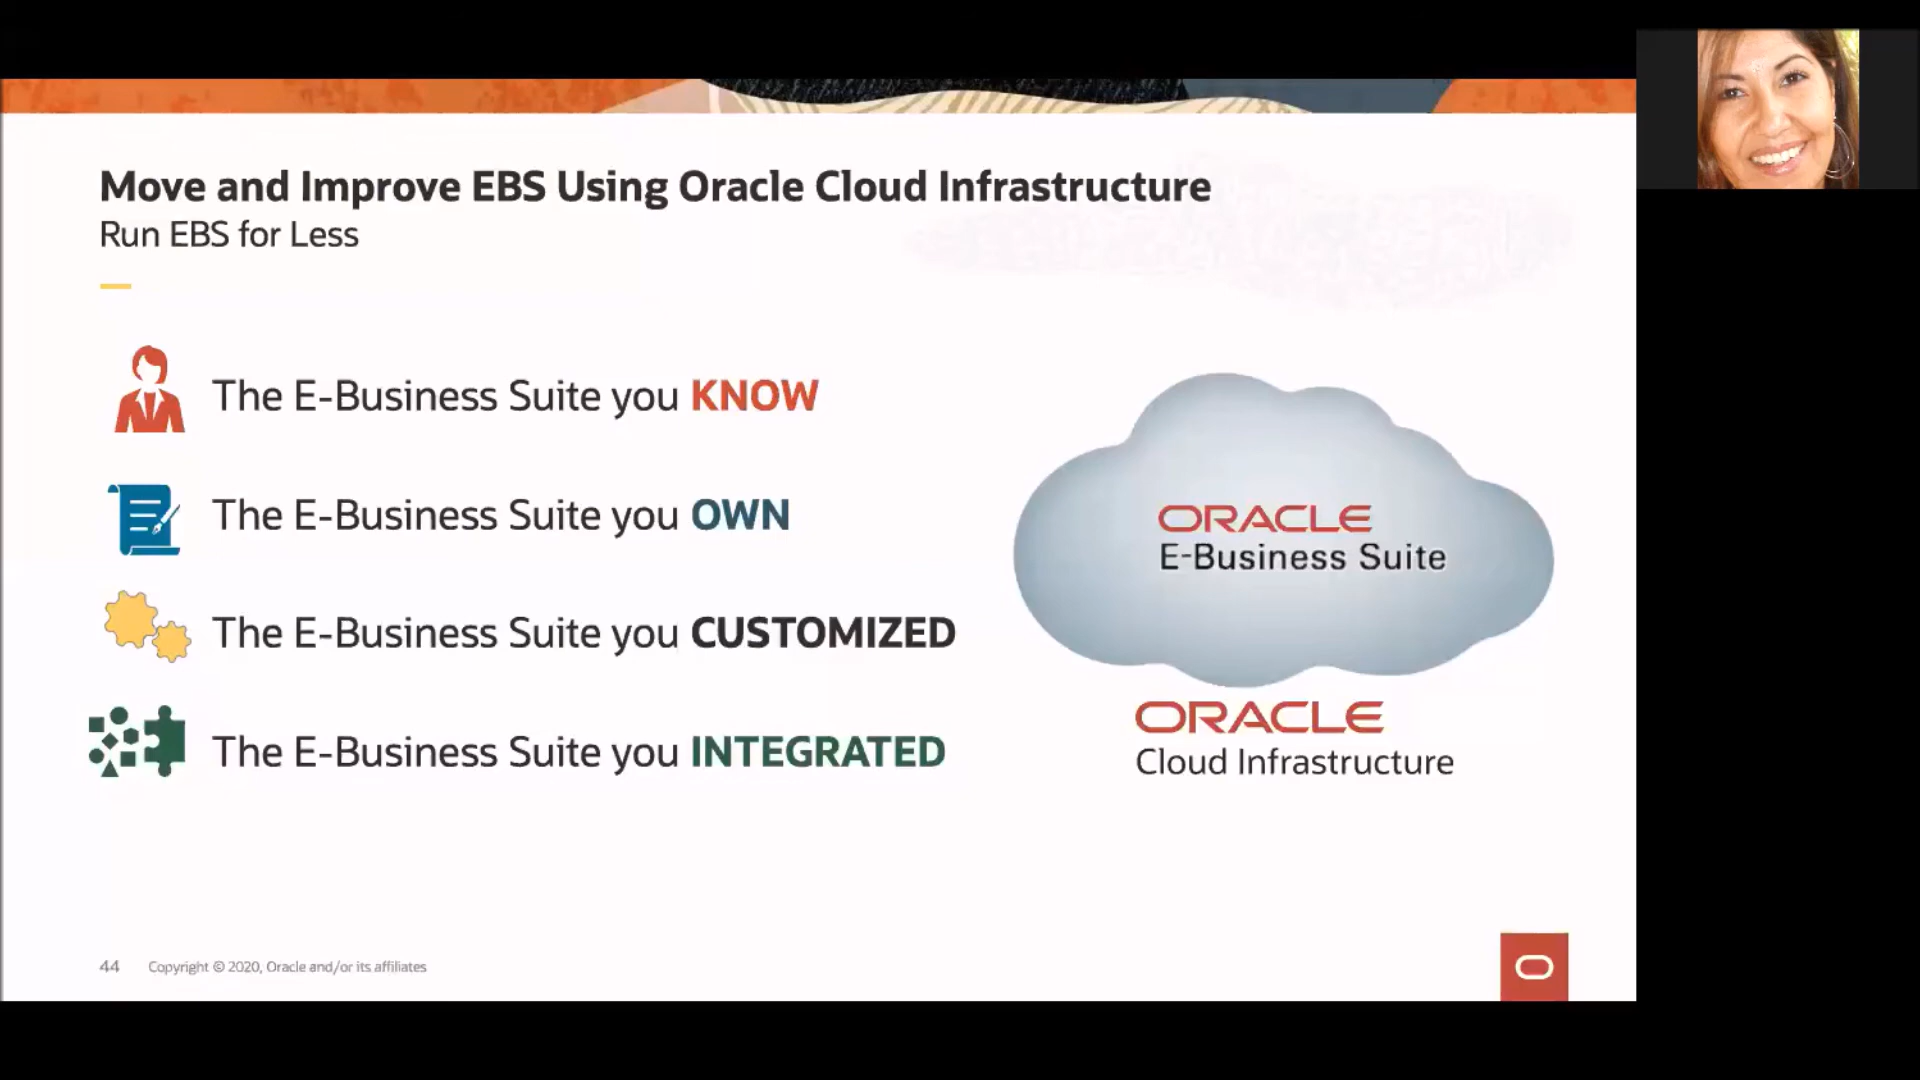 Move and Improve EBS Using Oracle Cloud Infrastructure
Run EBS for Less
The E-Business Suite you KNOW
The E-Business Suite you OWN
The E-Business Suite you CUSTOMIZED
The E-Business Suite you INTEGRATED
ORACLE
E-Business Suite
ORACLE
Cloud Infrastructure
44 Copyright © 2020, Oracle and/or its affiliates